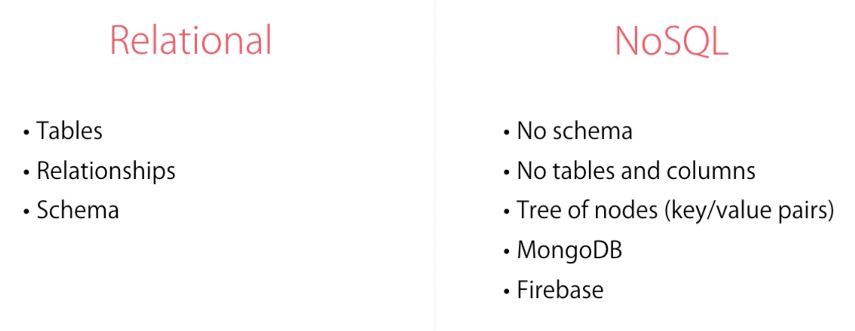 Relational
• Tables
• Relationships
• Schema
NoSQL
• No schema
• No tables and columns
• Tree of nodes (key/value pairs)
• MongoDB
• Firebase